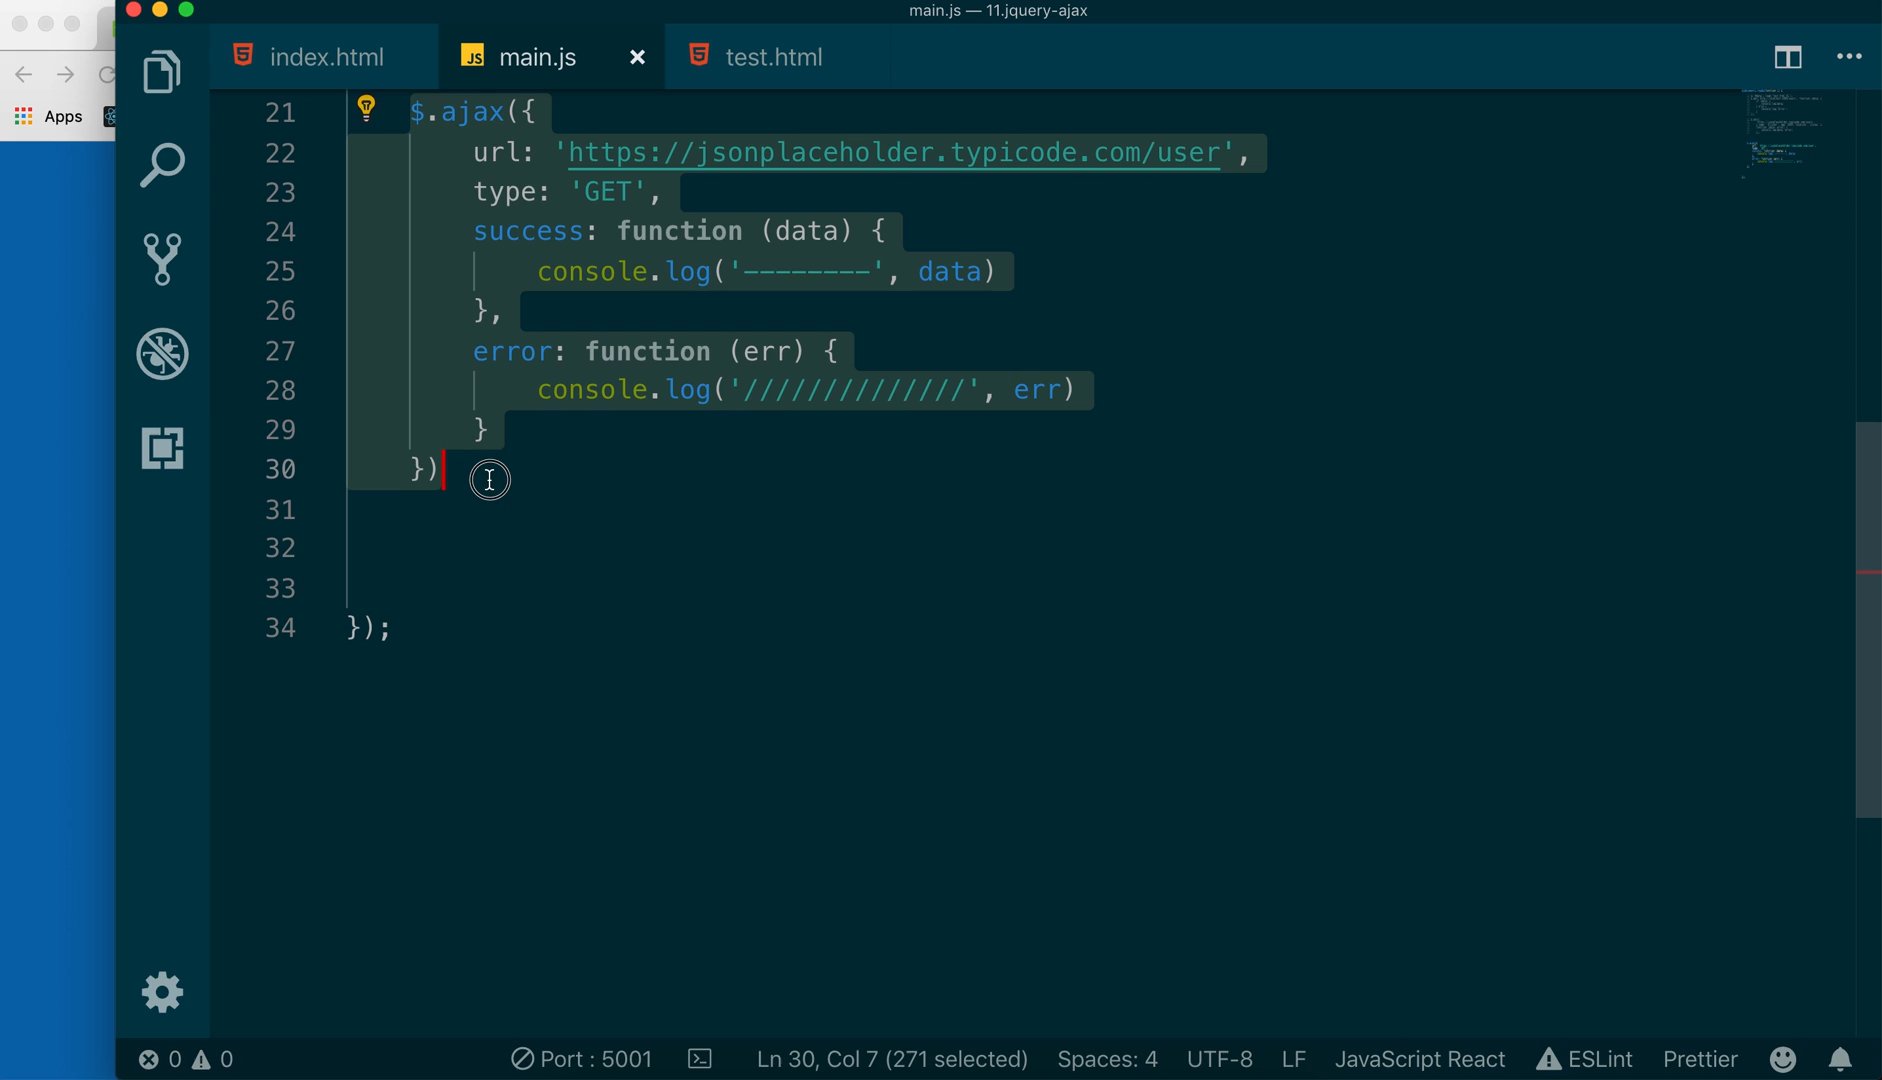 main.js — 11.jquery-ajax
index.html
main.js
test.html
Apps
21 $.ajax({
22 url: 'https://jsonplaceholder.typicode.com/user',
23 type: 'GET',
24 success: function (data) {
25 console.log('--------', data)
26 },
27 error: function (err) {
28 console.log('//////////////', err)
29 }
30 })
31
32
33
34 });
0 0 Port : 5001 Ln 30, Col 7 (271 selected) Spaces: 4 UTF-8 LF JavaScript React ESLint Prettier